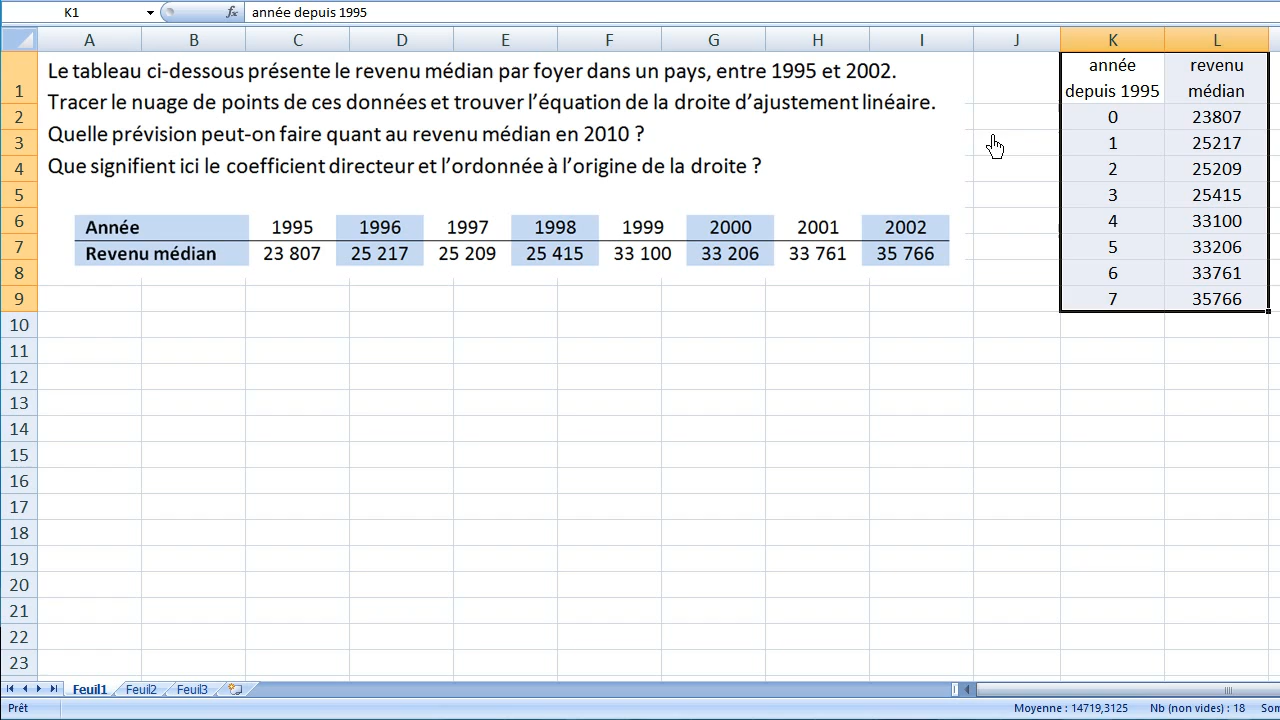 K1 fx année depuis 1995
A B C D E F G H I J K L
Le tableau ci-dessous présente le revenu médian par foyer dans un pays, entre 1995 et 2002.
Tracer le nuage de points de ces données et trouver l’équation de la droite d’ajustement linéaire.
Quelle prévision peut-on faire quant au revenu médian en 2010 ?
Que signifient ici le coefficient directeur et l’ordonnée à l’origine de la droite ?
Année 1995 1996 1997 1998 1999 2000 2001 2002
Revenu médian 23 807 25 217 25 209 25 415 33 100 33 206 33 761 35 766
année revenu
depuis 1995 médian
0 23807
1 25217
2 25209
3 25415
4 33100
5 33206
6 33761
7 35766
1
2
3
4
5
6
7
8
9
10
11
12
13
14
15
16
17
18
19
20
21
22
23
Feuil1 Feuil2 Feuil3
Prêt Moyenne : 14719,3125 Nb (non vides) : 18 Som